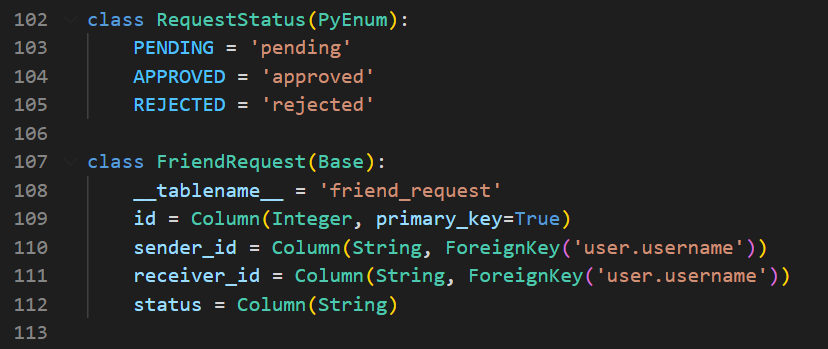 102 class RequestStatus(PyEnum):
103     PENDING = 'pending'
104     APPROVED = 'approved'
105     REJECTED = 'rejected'
106
107 class FriendRequest(Base):
108     __tablename__ = 'friend_request'
109     id = Column(Integer, primary_key=True)
110     sender_id = Column(String, ForeignKey('user.username'))
111     receiver_id = Column(String, ForeignKey('user.username'))
112     status = Column(String)
113